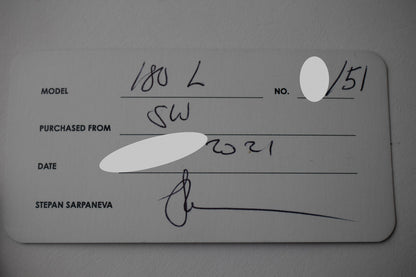 MODEL 180 L NO. /51
PURCHASED FROM SW
DATE 2021
STEPAN SARPANEVA